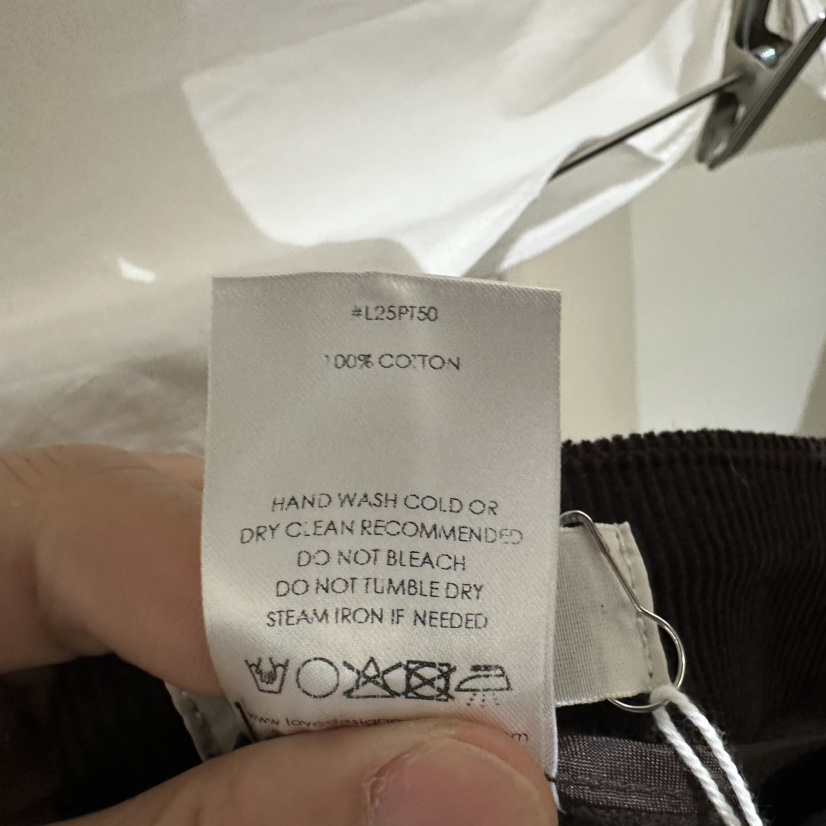 #L25PT50
100% COTTON
HAND WASH COLD OR
DRY CLEAN RECOMMENDED
DO NOT BLEACH
DO NOT TUMBLE DRY
STEAM IRON IF NEEDED